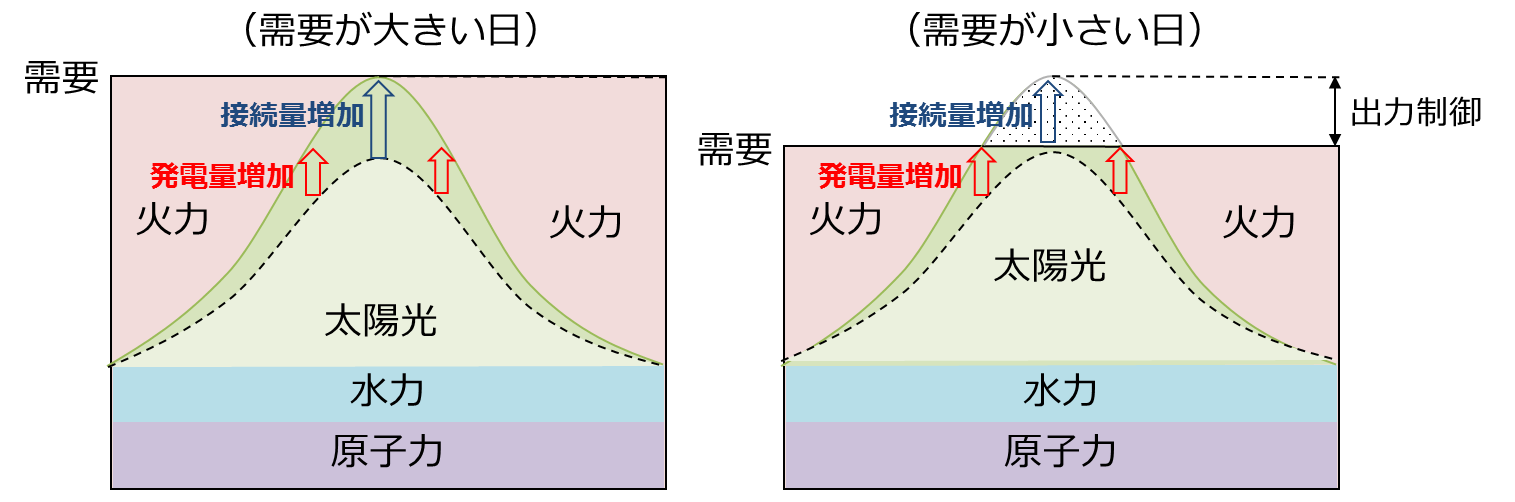 （需要が大きい日）
需要
接続量増加
発電量増加
火力
火力
太陽光
水力
原子力
（需要が小さい日）
需要
接続量増加
出力制御
発電量増加
火力
火力
太陽光
水力
原子力